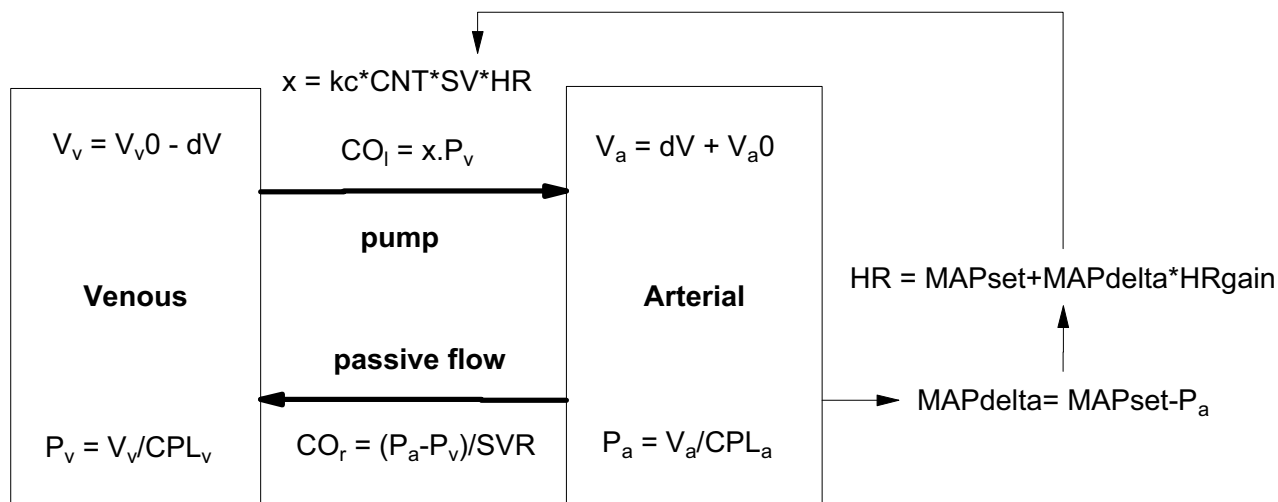 x = kc*CNT*SV*HR
V_v = V_v0 - dV
CO_l = x.P_v
V_a = dV + V_a0
pump
HR = MAPset+MAPdelta*HRgain
Venous
Arterial
passive flow
MAPdelta= MAPset-P_a
P_v = V_v/CPL_v
CO_r = (P_a-P_v)/SVR
P_a = V_a/CPL_a